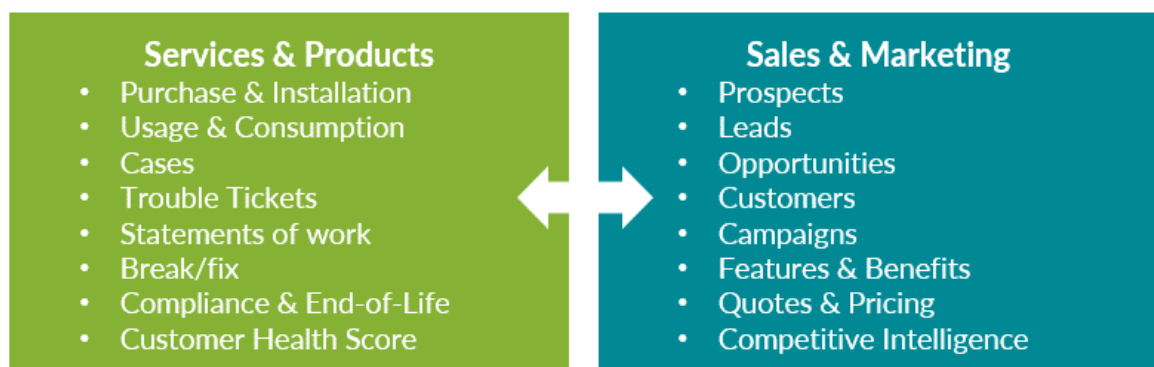 Services & Products
• Purchase & Installation
• Usage & Consumption
• Cases
• Trouble Tickets
• Statements of work
• Break/fix
• Compliance & End-of-Life
• Customer Health Score
Sales & Marketing
• Prospects
• Leads
• Opportunities
• Customers
• Campaigns
• Features & Benefits
• Quotes & Pricing
• Competitive Intelligence